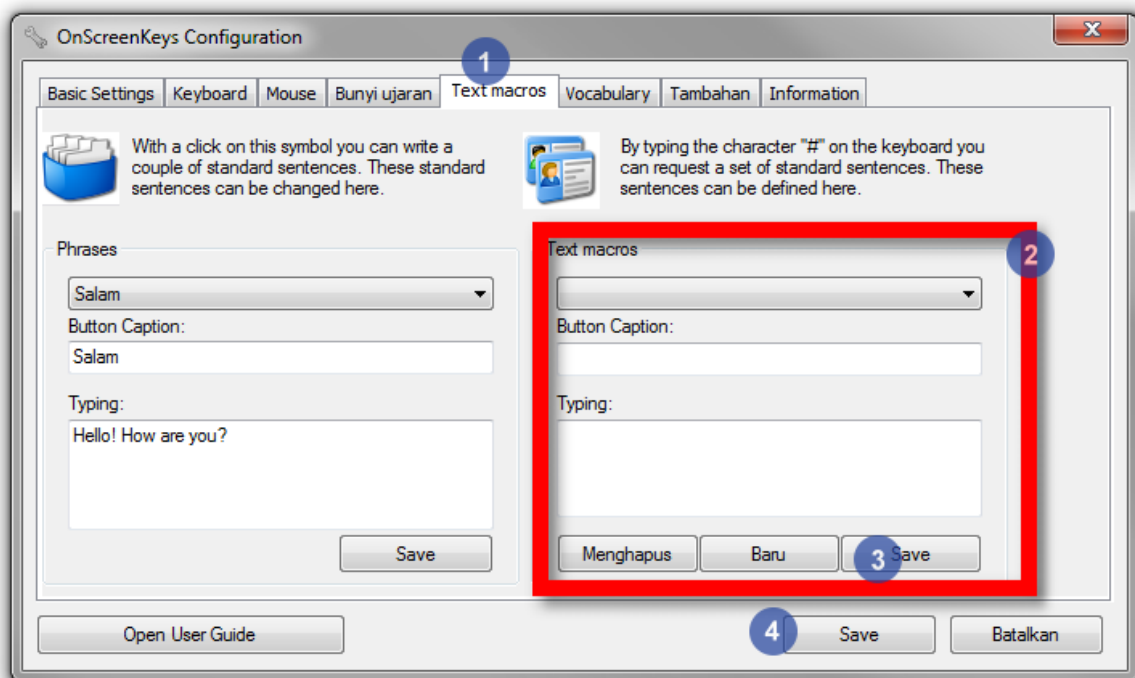 OnScreenKeys Configuration
1
Basic Settings Keyboard Mouse Bunyi ujaran Text macros Vocabulary Tambahan Information
With a click on this symbol you can write a
couple of standard sentences. These standard
sentences can be changed here.
By typing the character "#" on the keyboard you
can request a set of standard sentences. These
sentences can be defined here.
Phrases
Salam
Button Caption:
Salam
Typing:
Hello! How are you?
Save
Text macros
2
Button Caption:
Typing:
Menghapus Baru 3 Save
Open User Guide 4 Save Batalkan